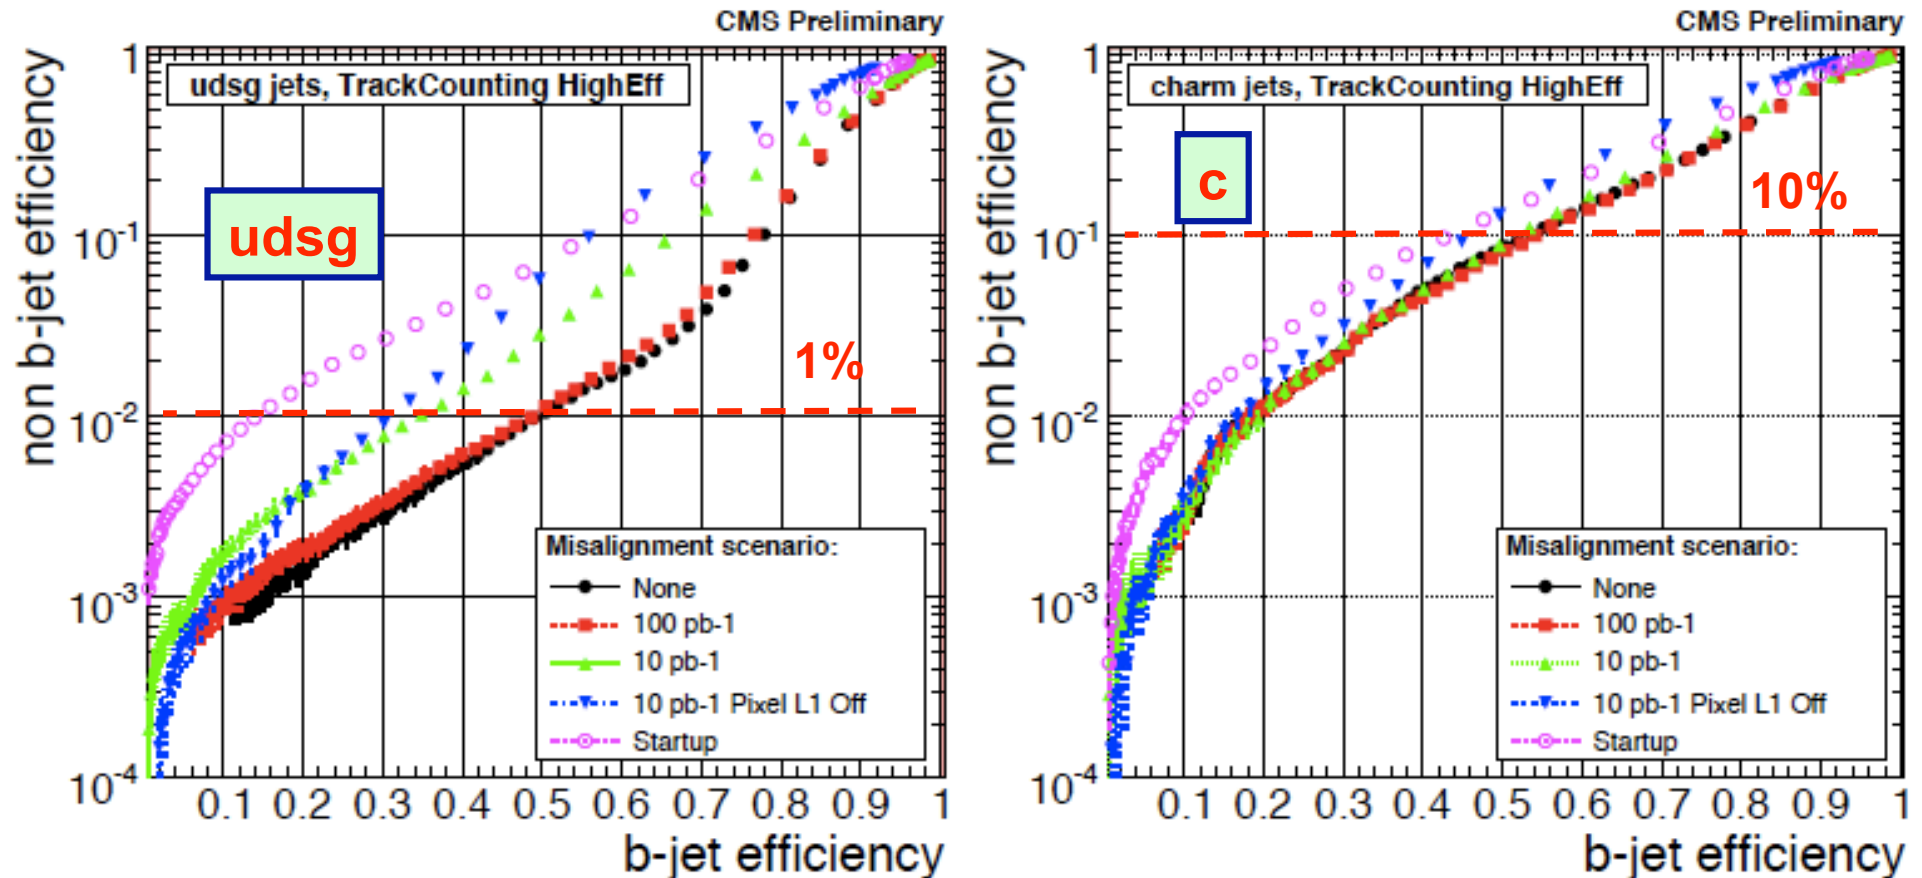 CMS Preliminary
non b-jet efficiency
1
10-1
10-2
10-3
10-4
udsg jets, TrackCounting HighEff
udsg
1%
Misalignment scenario:
None
100 pb-1
10 pb-1
10 pb-1 Pixel L1 Off
Startup
0.1 0.2 0.3 0.4 0.5 0.6 0.7 0.8 0.9 1
b-jet efficiency
CMS Preliminary
non b-jet efficiency
1
10-1
10-2
10-3
10-4
charm jets, TrackCounting HighEff
c
10%
Misalignment scenario:
None
100 pb-1
10 pb-1
10 pb-1 Pixel L1 Off
Startup
0.1 0.2 0.3 0.4 0.5 0.6 0.7 0.8 0.9 1
b-jet efficiency